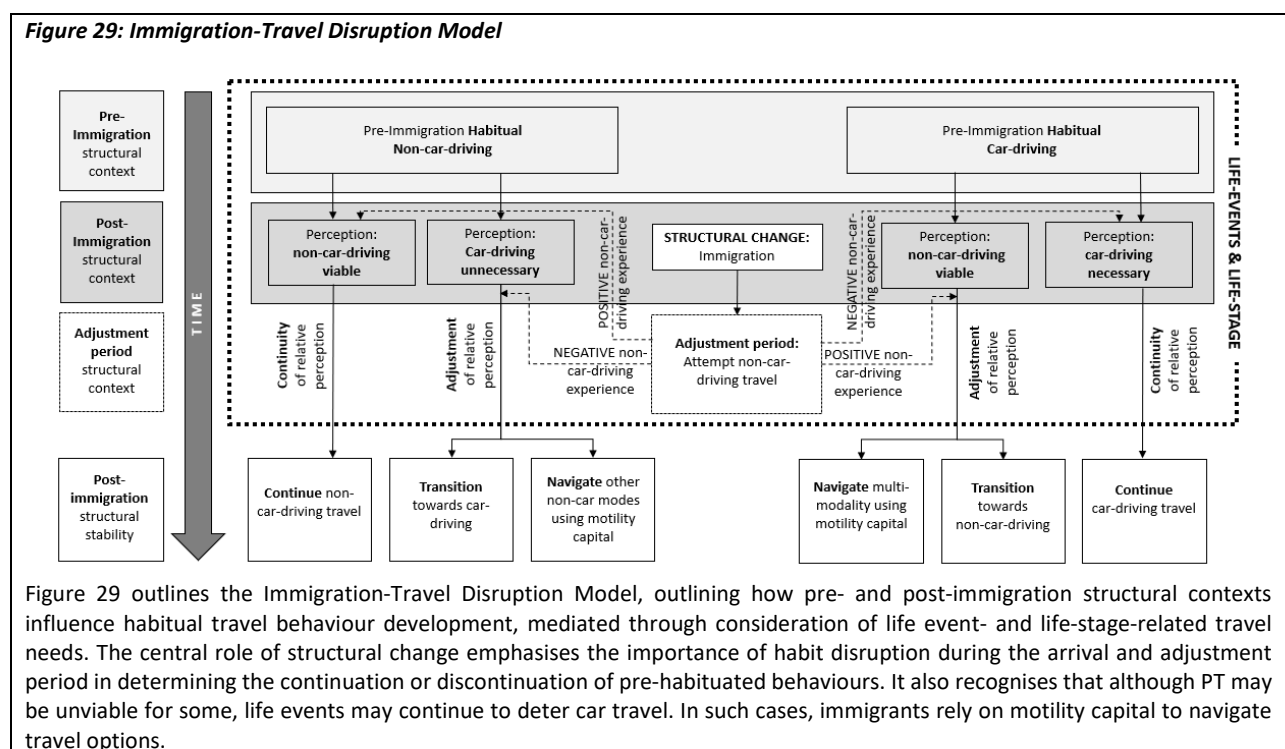 Figure 29: Immigration-Travel Disruption Model
Pre-
Immigration
structural
context
Pre-Immigration Habitual
Non-car-driving
Pre-Immigration Habitual
Car-driving
LIFE-EVENTS & LIFE-STAGE
TIME
Post-
Immigration
structural
context
Perception:
non-car-driving
viable
Perception:
Car-driving
unnecessary
POSITIVE non-car-
driving experience
STRUCTURAL CHANGE:
Immigration
NEGATIVE non-car-
driving experience
Perception:
non-car-driving
viable
Perception:
car-driving
necessary
Adjustment
period
structural
context
Continuity
of relative
perception
Adjustment
of relative
perception
NEGATIVE non-
car-driving
experience
Adjustment period:
Attempt non-car-
driving travel
POSITIVE non-
car-driving
experience
Adjustment
of relative
perception
Continuity
of relative
perception
Post-
immigration
structural
stability
Continue non-
car-driving travel
Transition
towards car-
driving
Navigate other
non-car modes
using motility
capital
Navigate multi-
modality using
motility capital
Transition
towards
non-car-driving
Continue
car-driving travel
Figure 29 outlines the Immigration-Travel Disruption Model, outlining how pre- and post-immigration structural contexts
influence habitual travel behaviour development, mediated through consideration of life event- and life-stage-related travel
needs. The central role of structural change emphasises the importance of habit disruption during the arrival and adjustment
period in determining the continuation or discontinuation of pre-habituated behaviours. It also recognises that although PT may
be unviable for some, life events may continue to deter car travel. In such cases, immigrants rely on motility capital to navigate
travel options.